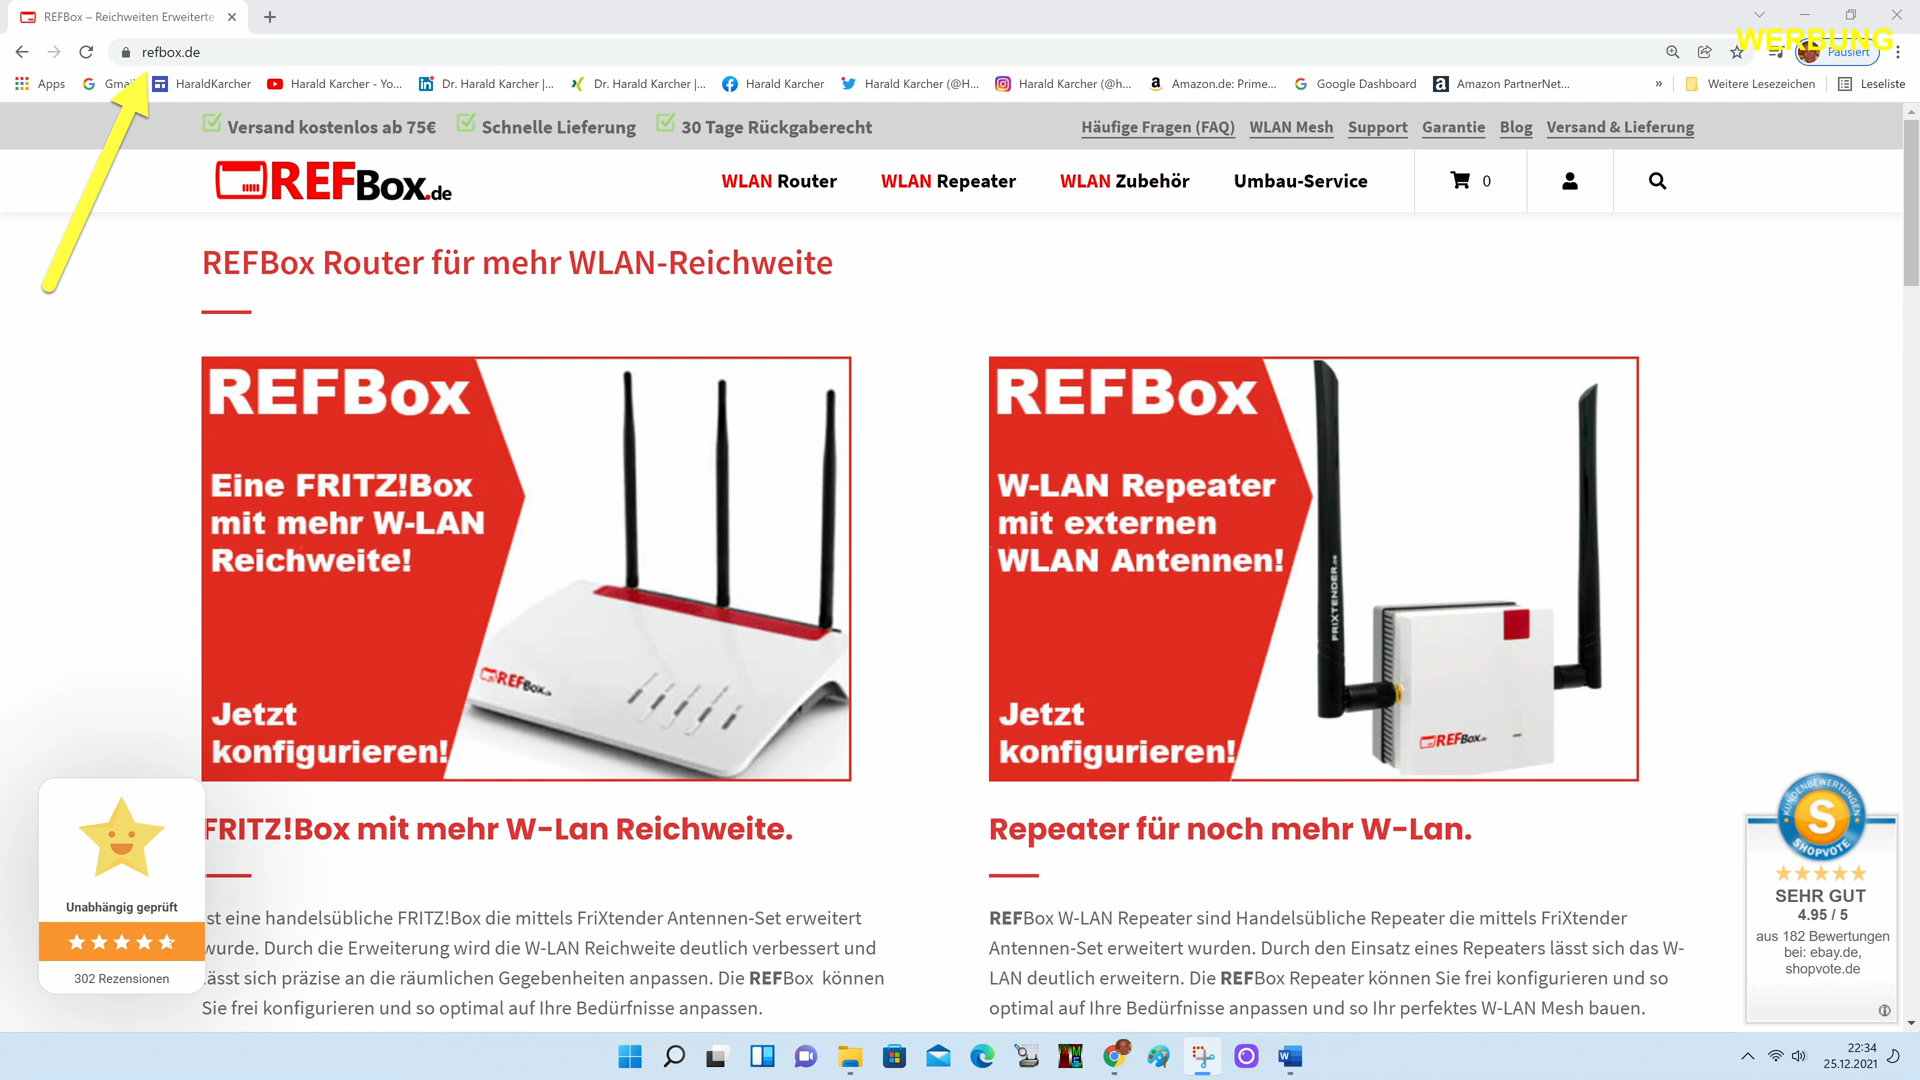 REFBox – Reichweiten Erweiterte
WERBUNG
refbox.de
Pausiert
Apps
HaraldKarcher
Harald Karcher - Yo...
Dr. Harald Karcher |...
Dr. Harald Karcher |...
Harald Karcher
Harald Karcher (@H...
Harald Karcher (@h...
Amazon.de: Prime...
Google Dashboard
Amazon PartnerNet...
»
Weitere Lesezeichen
Leseliste
Versand kostenlos ab 75€
Schnelle Lieferung
30 Tage Rückgaberecht
Häufige Fragen (FAQ)
WLAN Mesh
Support
Garantie
Blog
Versand & Lieferung
REFBox.de
WLAN Router
WLAN Repeater
WLAN Zubehör
Umbau-Service
0
REFBox Router für mehr WLAN-Reichweite
REFBox
Eine FRITZ!Box
mit mehr W-LAN
Reichweite!
Jetzt
konfigurieren!
REFBox.de
REFBox
W-LAN Repeater
mit externen
WLAN Antennen!
Jetzt
konfigurieren!
FRIXTENDER.de
REFBox.de
FRITZ!Box mit mehr W-Lan Reichweite.
Ist eine handelsübliche FRITZ!Box die mittels FriXtender Antennen-Set erweitert
wurde. Durch die Erweiterung wird die W-LAN Reichweite deutlich verbessert und
lässt sich präzise an die räumlichen Gegebenheiten anpassen. Die REFBox können
Sie frei konfigurieren und so optimal auf Ihre Bedürfnisse anpassen.
Repeater für noch mehr W-Lan.
REFBox W-LAN Repeater sind Handelsübliche Repeater die mittels FriXtender
Antennen-Set erweitert wurden. Durch den Einsatz eines Repeaters lässt sich das W-
LAN deutlich erweitern. Die REFBox Repeater können Sie frei konfigurieren und so
optimal auf Ihre Bedürfnisse anpassen und so Ihr perfektes W-LAN Mesh bauen.
Unabhängig geprüft
302 Rezensionen
KUNDENBEWERTUNGEN
S
SHOPVOTE
SEHR GUT
4.95 / 5
aus 182 Bewertungen
bei: ebay.de,
shopvote.de
22:34
25.12.2021